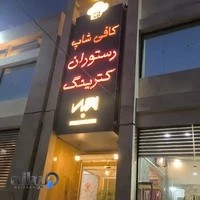 کافی شاپ
رستوران
کترینگ